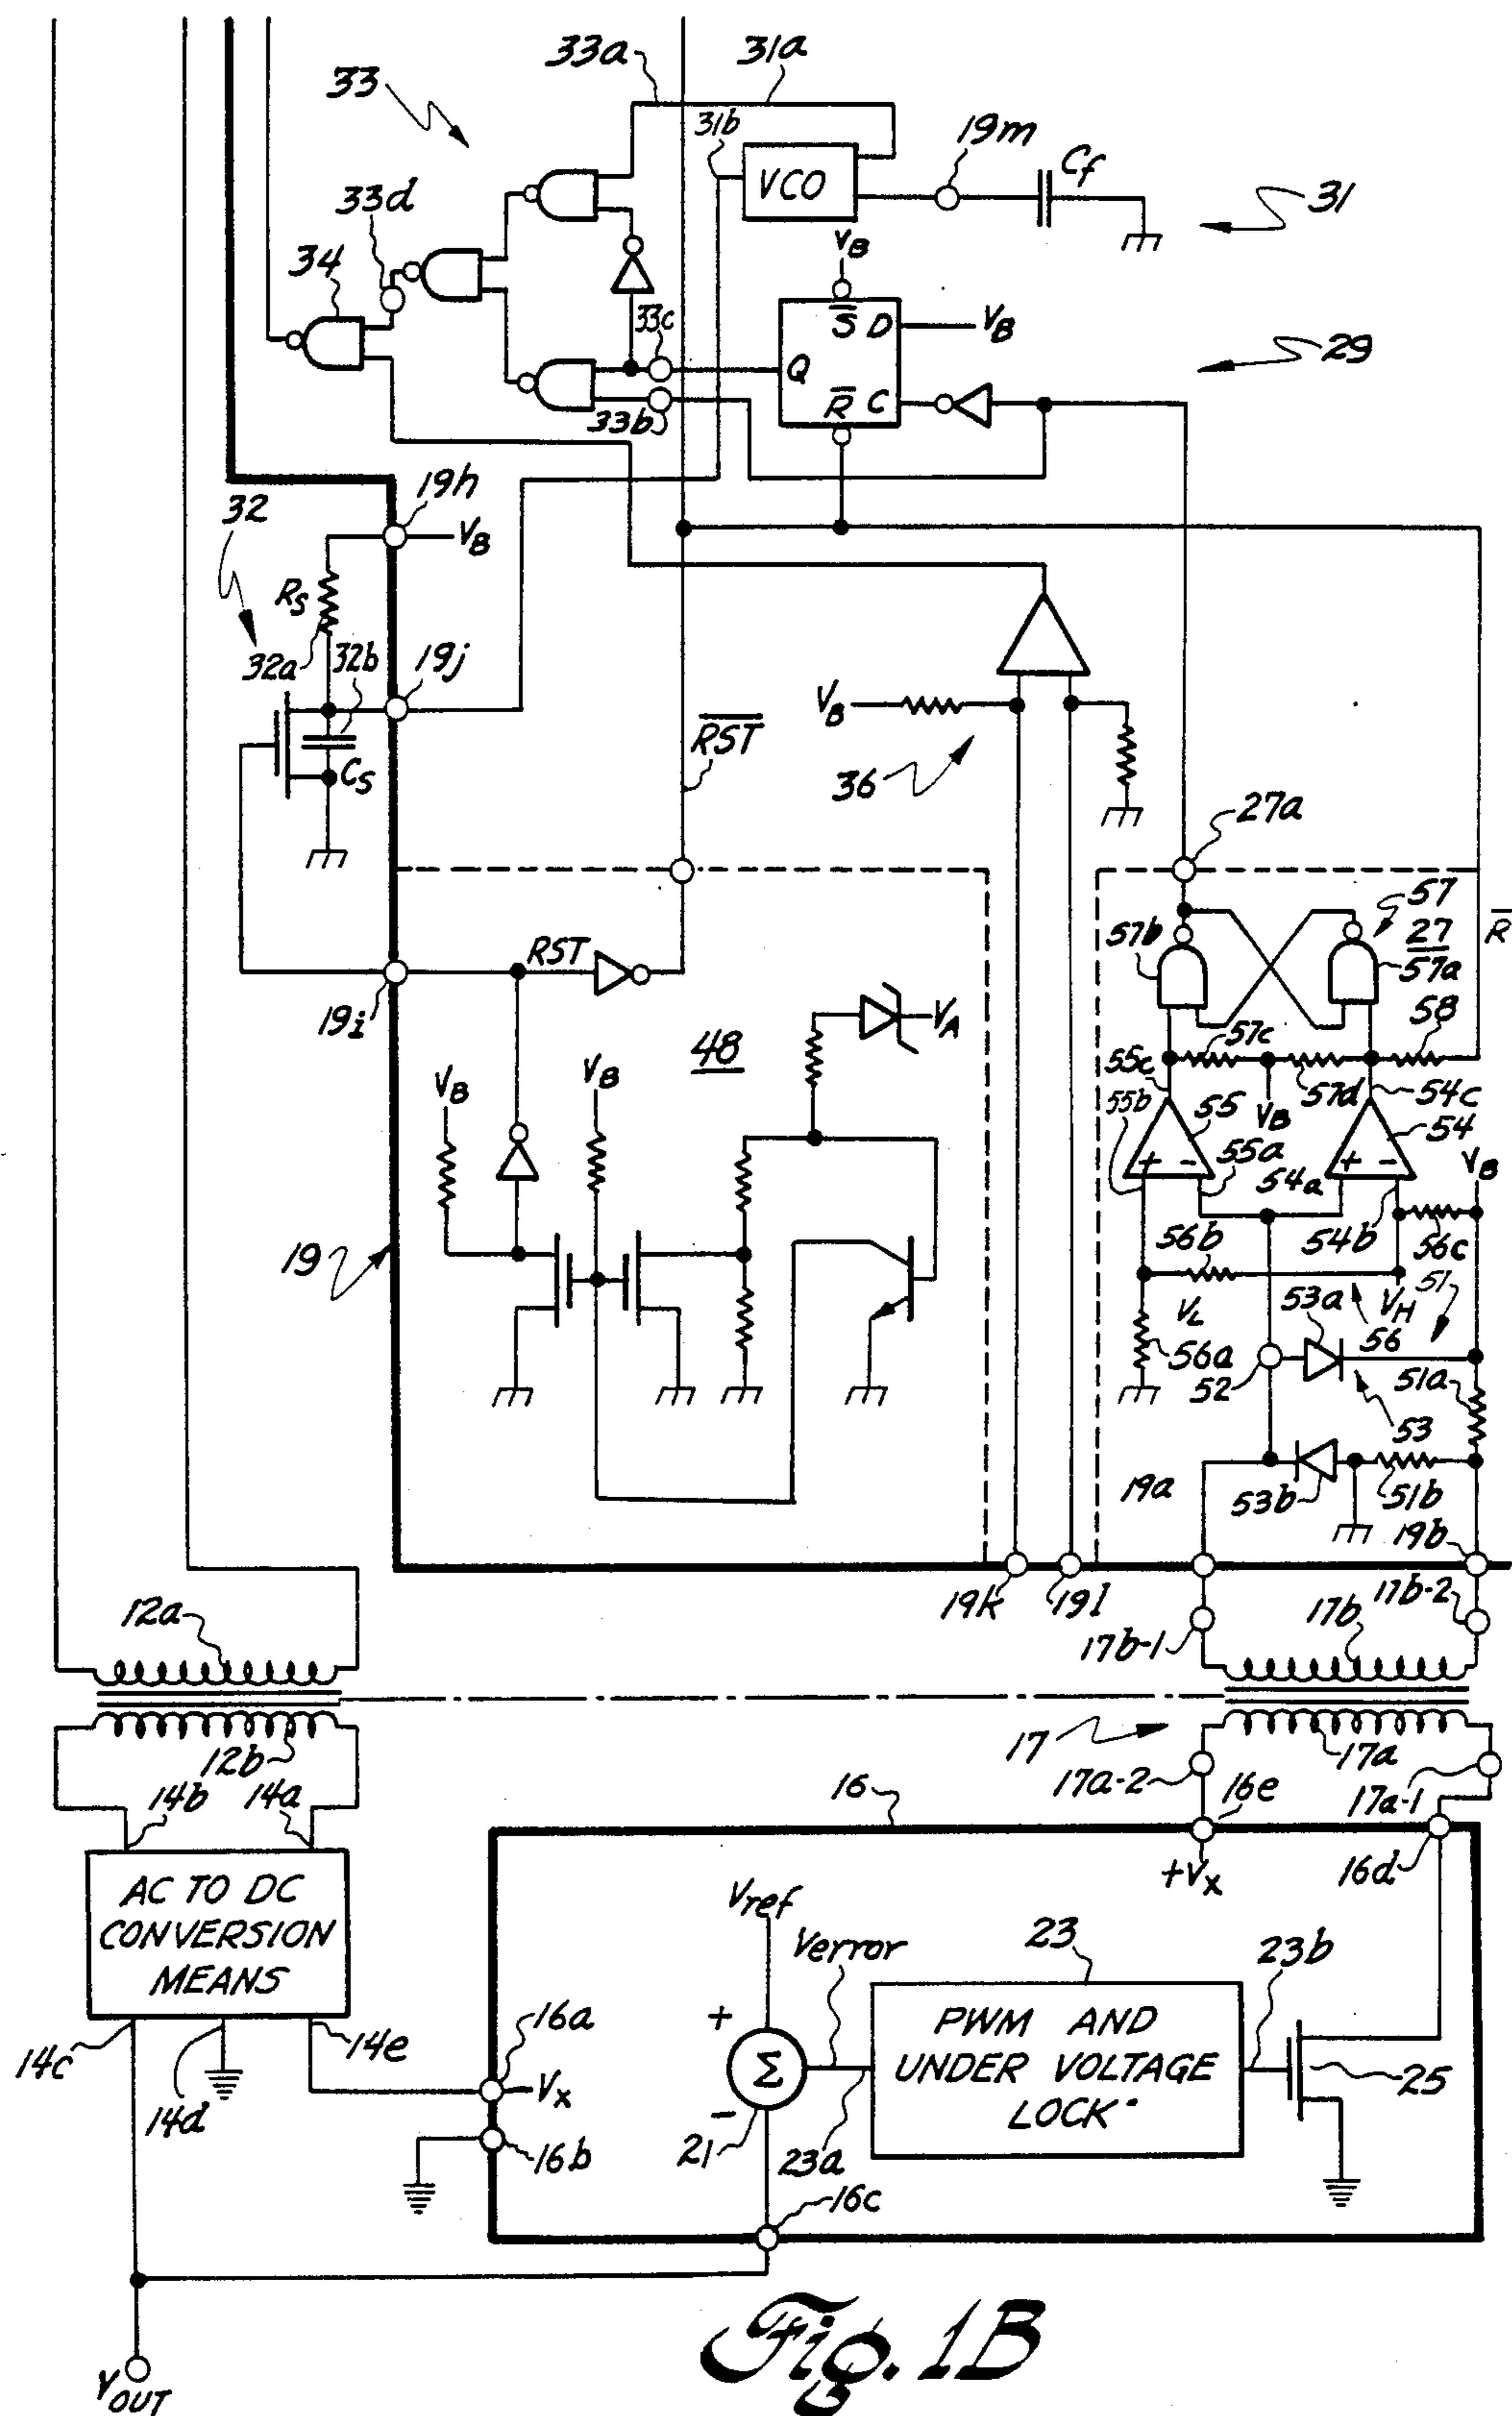 33a
31a
33
31b
19m
Cf
VCO
31
33d
VB
34
S D
VB
33c
29
Q
R C
33b
19h
32
VB
RS
32a
32b
19j
RST
VB
CS
36
27a
57
57b
27
R
57a
RST
58
19i
VA
57c
48
55c
57d
54c
VB
VB
55b
55
VB
54
55a
54a
VB
19
56b
54b
56c
51
VL
53a
VH
56a
56
52
51a
53
19a
53b
51b
19b
19k
19l
17b-2
12a
17b-1
17b
12b
17
17a
14b
14a
16
17a-2
16e
17a-1
+VX
16d
AC TO DC
CONVERSION
MEANS
Vref
Verror
23
23b
16a
+
PWM AND
UNDER VOLTAGE
LOCK
14c
14e
VX
Σ
25
14d
-
16b
21
23a
16c
Fig. 1B
VOUT